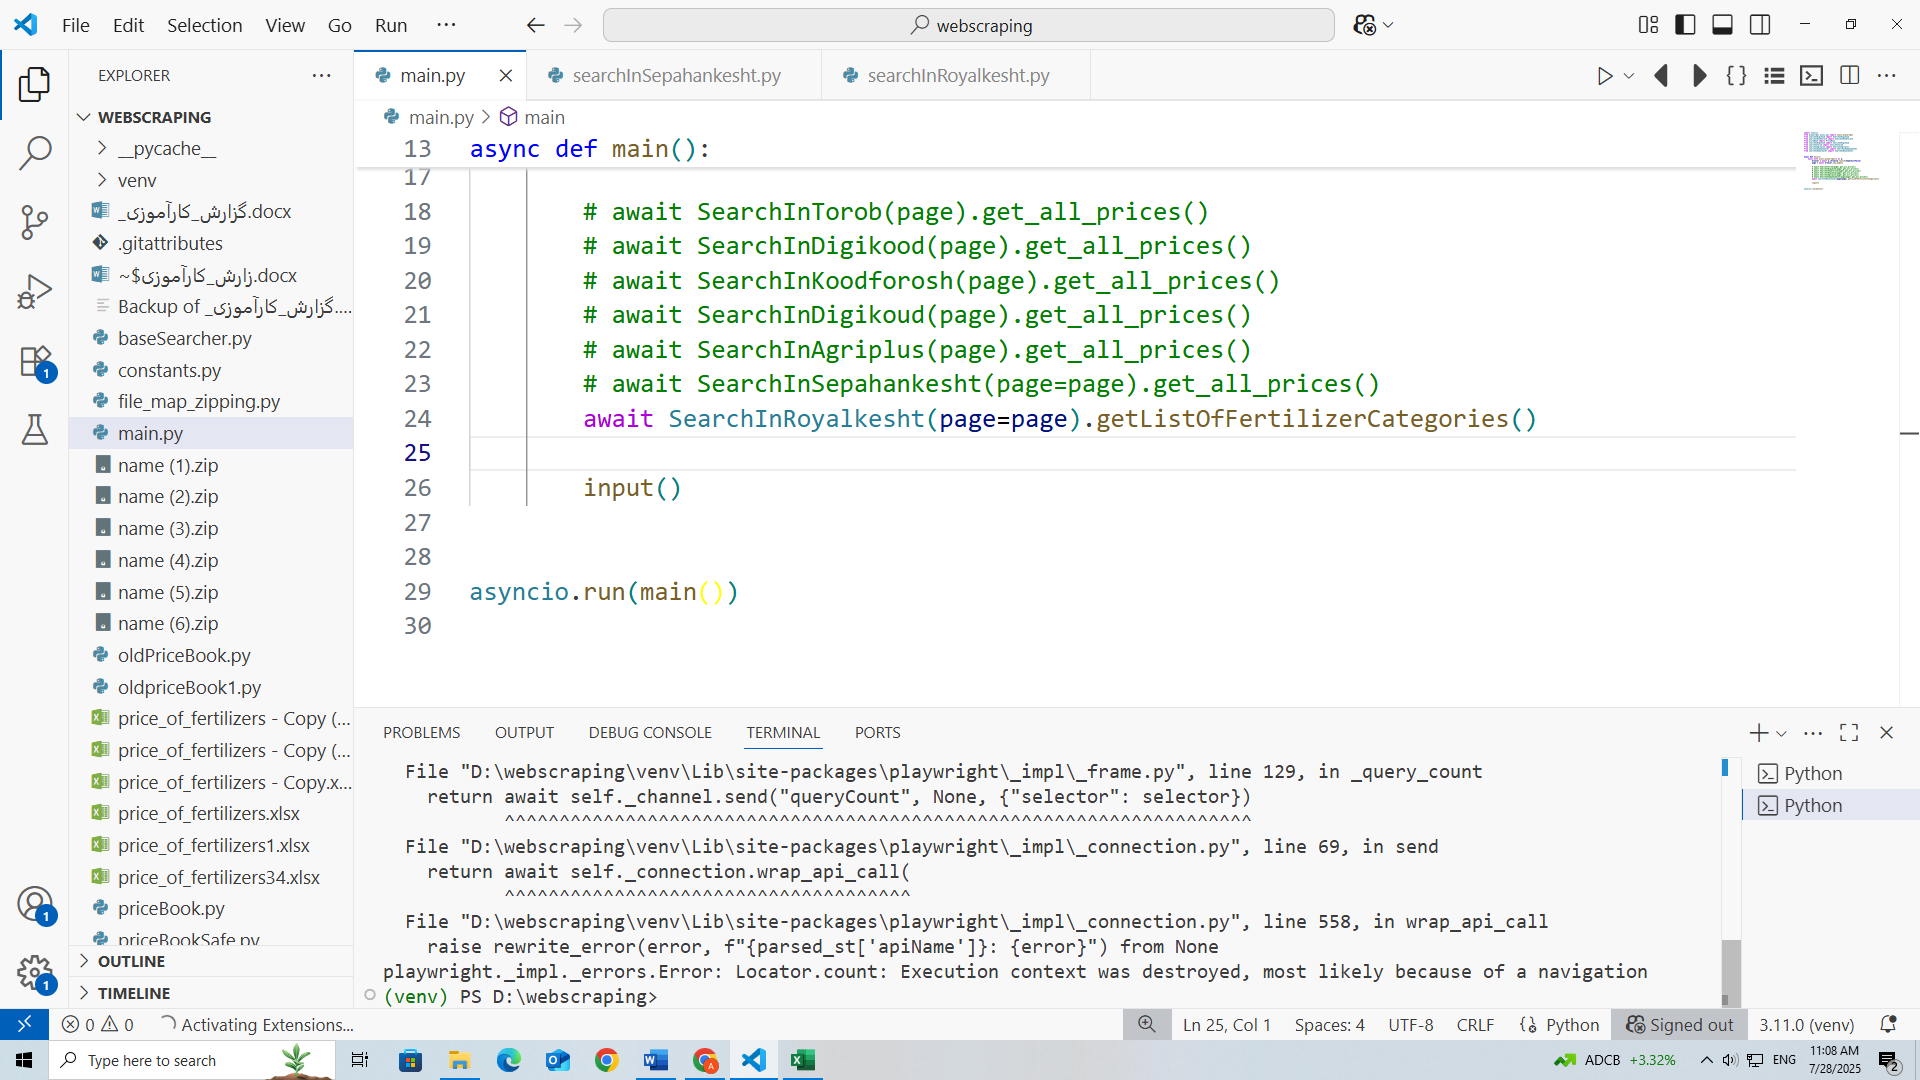 File Edit Selection View Go Run ···
webscraping
EXPLORER
WEBSCRAPING
__pycache__
venv
_گزارش_کارآموزی.docx
.gitattributes
~$زارش_کارآموزی.docx
Backup of _گزارش_کارآموزی....
baseSearcher.py
constants.py
file_map_zipping.py
main.py
name (1).zip
name (2).zip
name (3).zip
name (4).zip
name (5).zip
name (6).zip
oldPriceBook.py
oldpriceBook1.py
price_of_fertilizers - Copy (...
price_of_fertilizers - Copy (...
price_of_fertilizers - Copy.x...
price_of_fertilizers.xlsx
price_of_fertilizers1.xlsx
price_of_fertilizers34.xlsx
priceBook.py
priceBookSafe.py
OUTLINE
TIMELINE
main.py searchInSepahankesht.py searchInRoyalkesht.py
main.py > main
13 async def main():
17
18 # await SearchInTorob(page).get_all_prices()
19 # await SearchInDigikood(page).get_all_prices()
20 # await SearchInKoodforosh(page).get_all_prices()
21 # await SearchInDigikoud(page).get_all_prices()
22 # await SearchInAgriplus(page).get_all_prices()
23 # await SearchInSepahankesht(page=page).get_all_prices()
24 await SearchInRoyalkesht(page=page).getListOfFertilizerCategories()
25
26 input()
27
28
29 asyncio.run(main())
30
PROBLEMS OUTPUT DEBUG CONSOLE TERMINAL PORTS
File "D:\webscraping\venv\Lib\site-packages\playwright\_impl\_frame.py", line 129, in _query_count
return await self._channel.send("queryCount", None, {"selector": selector})
^^^^^^^^^^^^^^^^^^^^^^^^^^^^^^^^^^^^^^^^^^^^^^^^^^^^^^^^^^^^^^^^^^^^
File "D:\webscraping\venv\Lib\site-packages\playwright\_impl\_connection.py", line 69, in send
return await self._connection.wrap_api_call(
^^^^^^^^^^^^^^^^^^^^^^^^^^^^^^^^^^^^^
File "D:\webscraping\venv\Lib\site-packages\playwright\_impl\_connection.py", line 558, in wrap_api_call
raise rewrite_error(error, f"{parsed_st['apiName']}: {error}") from None
playwright._impl._errors.Error: Locator.count: Execution context was destroyed, most likely because of a navigation
(venv) PS D:\webscraping>
Python
Python
0 0 Activating Extensions...
Ln 25, Col 1 Spaces: 4 UTF-8 CRLF Python Signed out 3.11.0 (venv)
Type here to search
ADCB +3.32% ENG
11:08 AM
7/28/2025
2
1
1
1